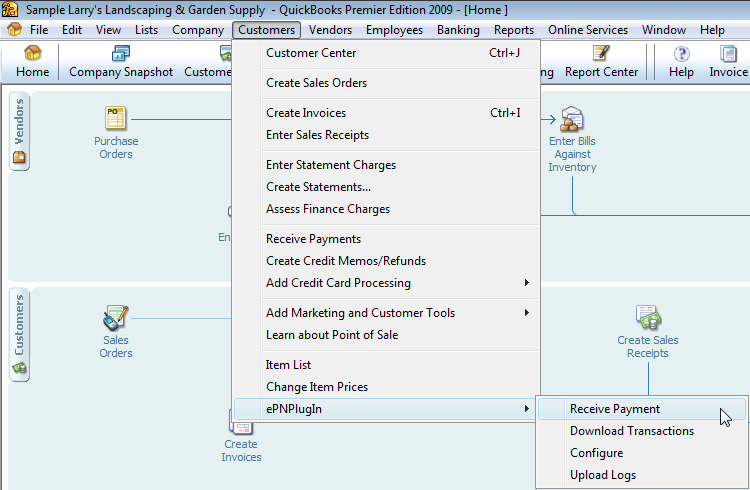 Sample Larry's Landscaping & Garden Supply - QuickBooks Premier Edition 2009 - [Home ]
File Edit View Lists Company Customers Vendors Employees Banking Reports Online Services Window Help
Home Company Snapshot Custome ng Report Center Help Invoice
Customer Center Ctrl+J
Create Sales Orders
Create Invoices Ctrl+I
Enter Sales Receipts
Enter Statement Charges
Create Statements...
Assess Finance Charges
Receive Payments
Create Credit Memos/Refunds
Add Credit Card Processing
Add Marketing and Customer Tools
Learn about Point of Sale
Item List
Change Item Prices
ePNPlugIn
Receive Payment
Download Transactions
Configure
Upload Logs
Vendors
PO
Purchase
Orders
En
Enter Bills
Against
Inventory
Customers
Sales
Orders
Create Sales
Receipts
Create
Invoices